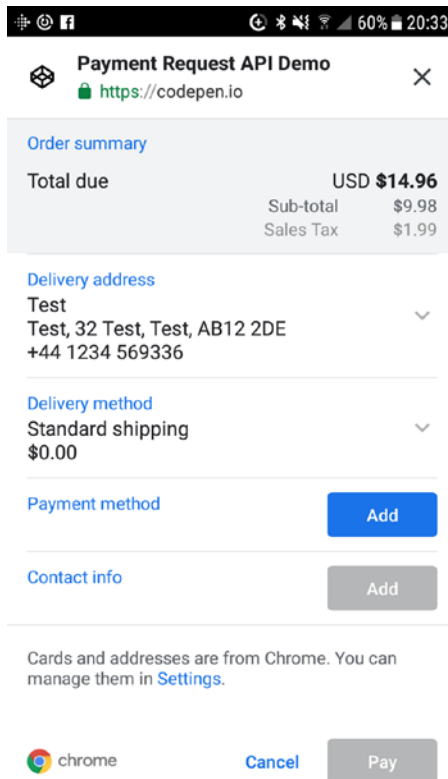 60% 20:33
Payment Request API Demo
https://codepen.io
Order summary
Total due USD $14.96
Sub-total $9.98
Sales Tax $1.99
Delivery address
Test
Test, 32 Test, Test, AB12 2DE
+44 1234 569336
Delivery method
Standard shipping
$0.00
Payment method Add
Contact info Add
Cards and addresses are from Chrome. You can
manage them in Settings.
chrome Cancel Pay